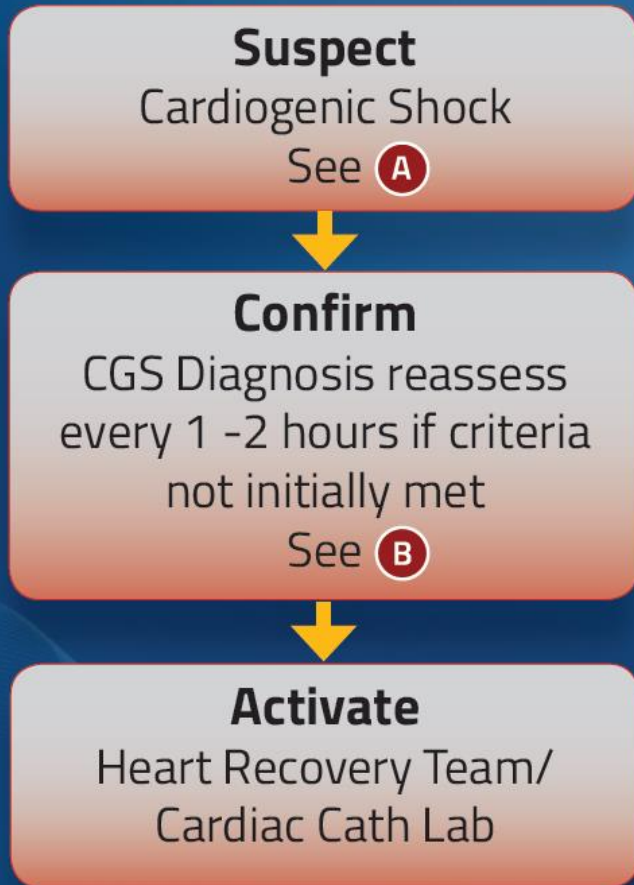 Suspect
Cardiogenic Shock
See A
Confirm
CGS Diagnosis reassess
every 1 -2 hours if criteria
not initially met
See B
Activate
Heart Recovery Team/
Cardiac Cath Lab